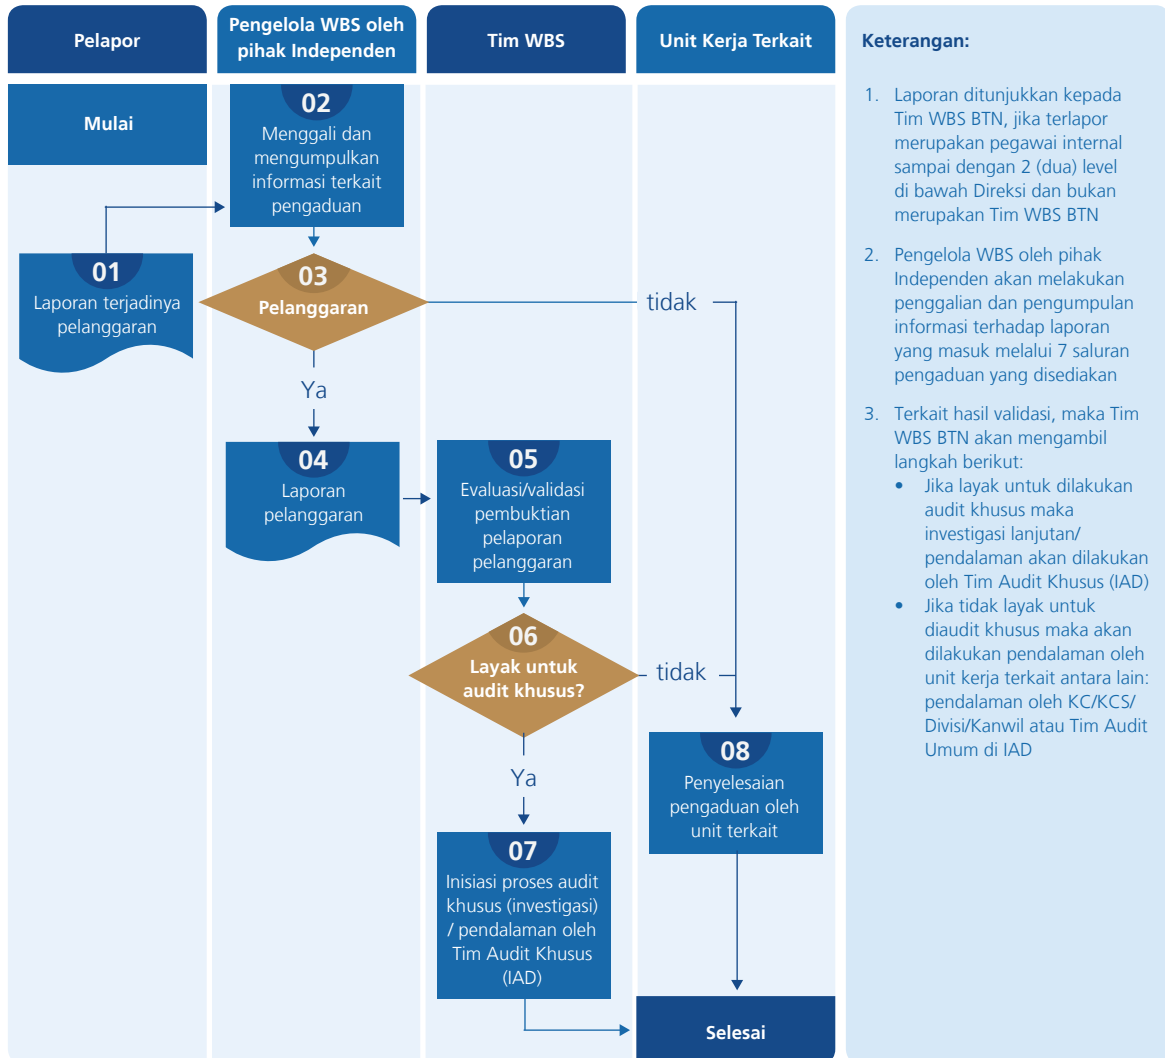 Pelapor
Pengelola WBS oleh
pihak Independen
Tim WBS
Unit Kerja Terkait
Mulai
01
Laporan terjadinya
pelanggaran
02
Menggali dan
mengumpulkan
informasi terkait
pengaduan
03
Pelanggaran
tidak
Ya
04
Laporan
pelanggaran
05
Evaluasi/validasi
pembuktian
pelaporan
pelanggaran
06
Layak untuk
audit khusus?
tidak
Ya
07
Inisiasi proses audit
khusus (investigasi)
/ pendalaman oleh
Tim Audit Khusus
(IAD)
08
Penyelesaian
pengaduan oleh
unit terkait
Selesai
Keterangan:
1. Laporan ditunjukkan kepada
Tim WBS BTN, jika terlapor
merupakan pegawai internal
sampai dengan 2 (dua) level
di bawah Direksi dan bukan
merupakan Tim WBS BTN
2. Pengelola WBS oleh pihak
Independen akan melakukan
penggalian dan pengumpulan
informasi terhadap laporan
yang masuk melalui 7 saluran
pengaduan yang disediakan
3. Terkait hasil validasi, maka Tim
WBS BTN akan mengambil
langkah berikut:
• Jika layak untuk dilakukan
audit khusus maka
investigasi lanjutan/
pendalaman akan dilakukan
oleh Tim Audit Khusus (IAD)
• Jika tidak layak untuk
diaudit khusus maka akan
dilakukan pendalaman oleh
unit kerja terkait antara lain:
pendalaman oleh KC/KCS/
Divisi/Kanwil atau Tim Audit
Umum di IAD